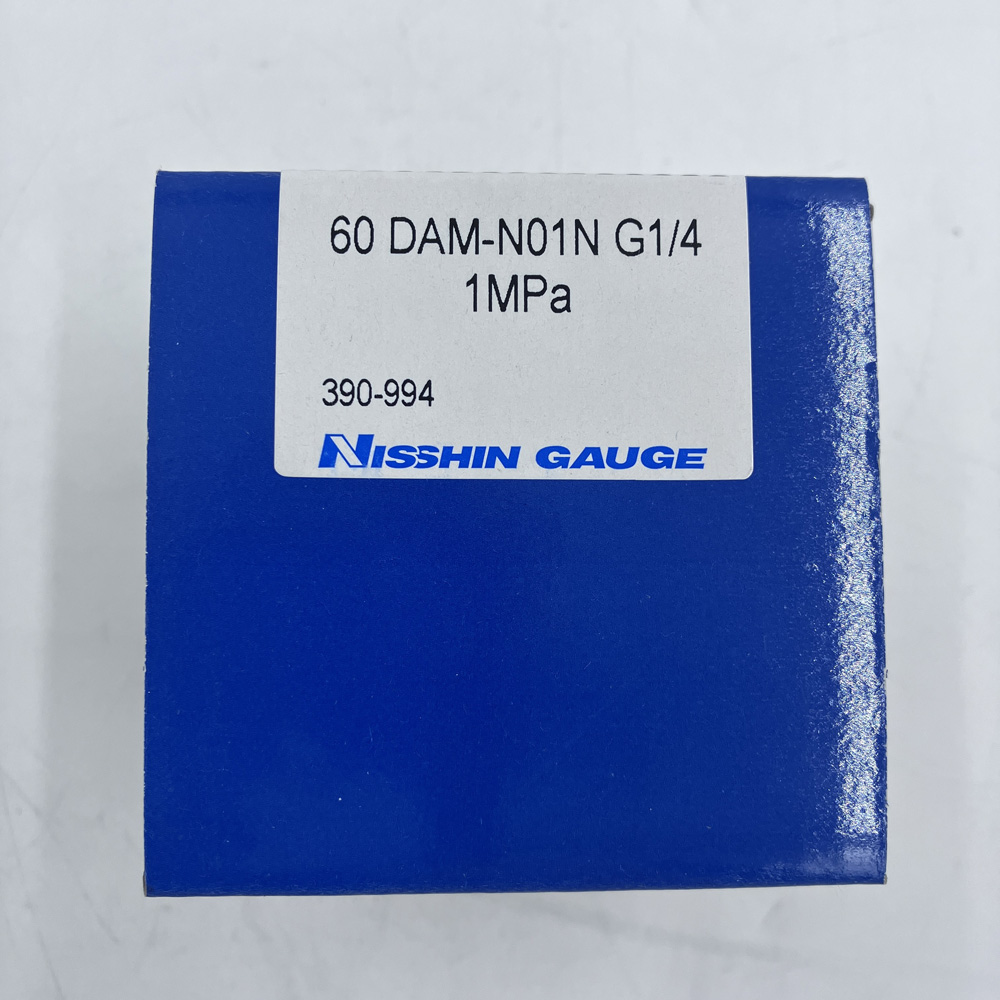 60 DAM-N01N G1/4
1MPa
390-994
NISSHIN GAUGE